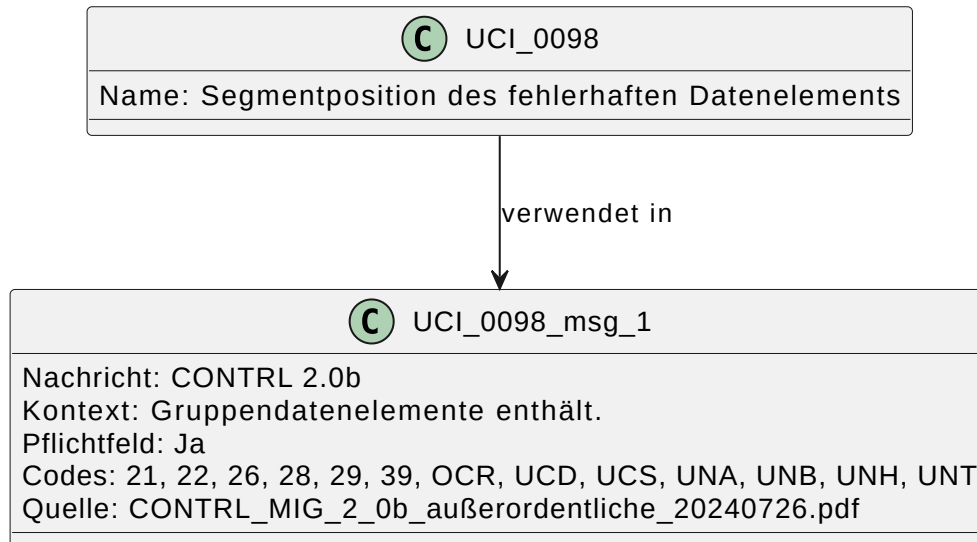 C UCI_0098
Name: Segmentposition des fehlerhaften Datenelements
verwendet in
C UCI_0098_msg_1
Nachricht: CONTRL 2.0b
Kontext: Gruppendatenelemente enthält.
Pflichtfeld: Ja
Codes: 21, 22, 26, 28, 29, 39, OCR, UCD, UCS, UNA, UNB, UNH, UNT
Quelle: CONTRL_MIG_2_0b_außerordentliche_20240726.pdf